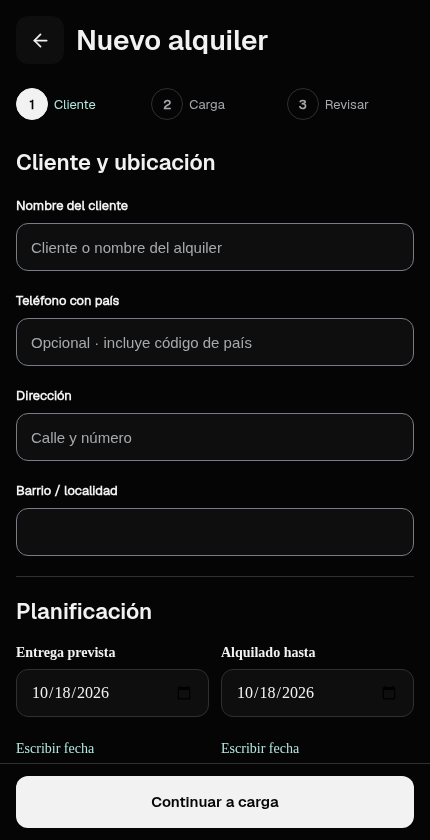 Nuevo alquiler
1 Cliente
2 Carga
3 Revisar
Cliente y ubicación
Nombre del cliente
Cliente o nombre del alquiler
Teléfono con país
Opcional · incluye código de país
Dirección
Calle y número
Barrio / localidad
Planificación
Entrega prevista
Alquilado hasta
10/18/2026
10/18/2026
Escribir fecha
Escribir fecha
Continuar a carga